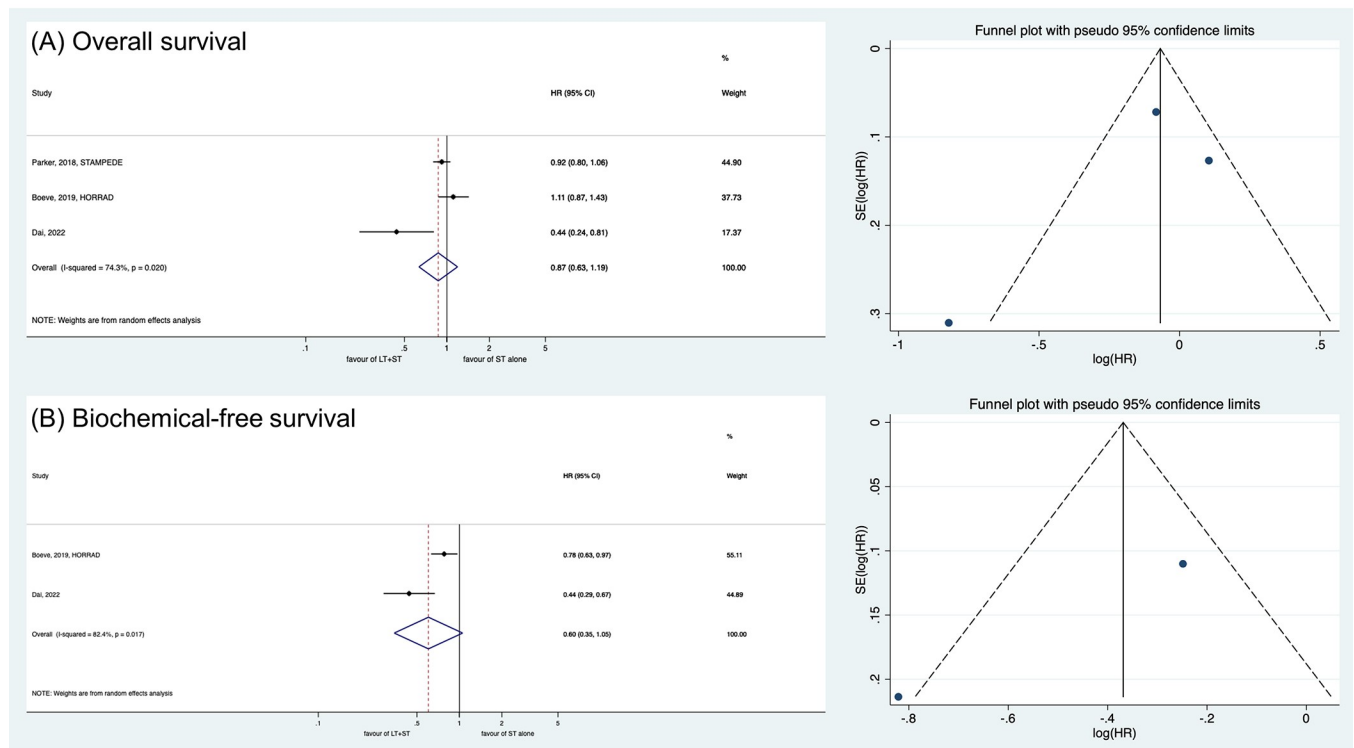 (A) Overall survival
%
Study HR (95% CI) Weight
Parker, 2018, STAMPEDE 0.92 (0.80, 1.06) 44.90
Boeve, 2019, HORRAD 1.11 (0.87, 1.43) 37.73
Dai, 2022 0.44 (0.24, 0.81) 17.37
Overall (I-squared = 74.3%, p = 0.020) 0.87 (0.63, 1.19) 100.00
NOTE: Weights are from random effects analysis
.1 .5 1 2 5
favour of LT+ST favour of ST alone
Funnel plot with pseudo 95% confidence limits
0
.1
.2
.3
SE(log(HR))
-1 -.5 0 .5
log(HR)
(B) Biochemical-free survival
%
Study HR (95% CI) Weight
Boeve, 2019, HORRAD 0.78 (0.63, 0.97) 55.11
Dai, 2022 0.44 (0.29, 0.67) 44.89
Overall (I-squared = 82.4%, p = 0.017) 0.60 (0.35, 1.05) 100.00
NOTE: Weights are from random effects analysis
.1 .5 1 2 5
favour of LT+ST favour of ST alone
Funnel plot with pseudo 95% confidence limits
0
.05
.1
.15
.2
SE(log(HR))
-.8 -.6 -.4 -.2 0
log(HR)